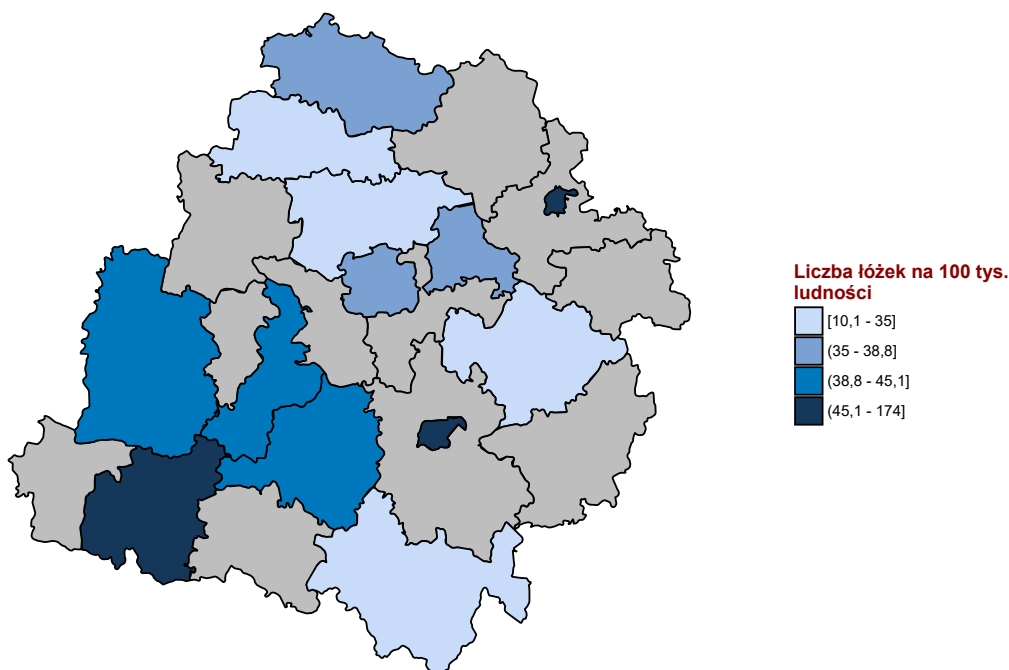 Liczba łóżek na 100 tys.
ludności
[10,1 - 35]
(35 - 38,8]
(38,8 - 45,1]
(45,1 - 174]